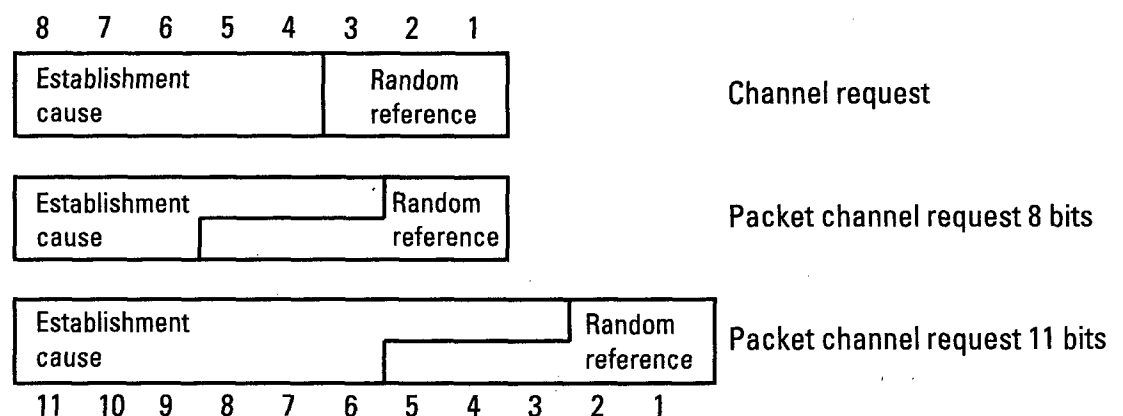 8 7 6 5 4 3 2 1
Establishment
cause
Random
reference
Channel request
Establishment
cause
Random
reference
Packet channel request 8 bits
Establishment
cause
Random
reference
Packet channel request 11 bits
11 10 9 8 7 6 5 4 3 2 1